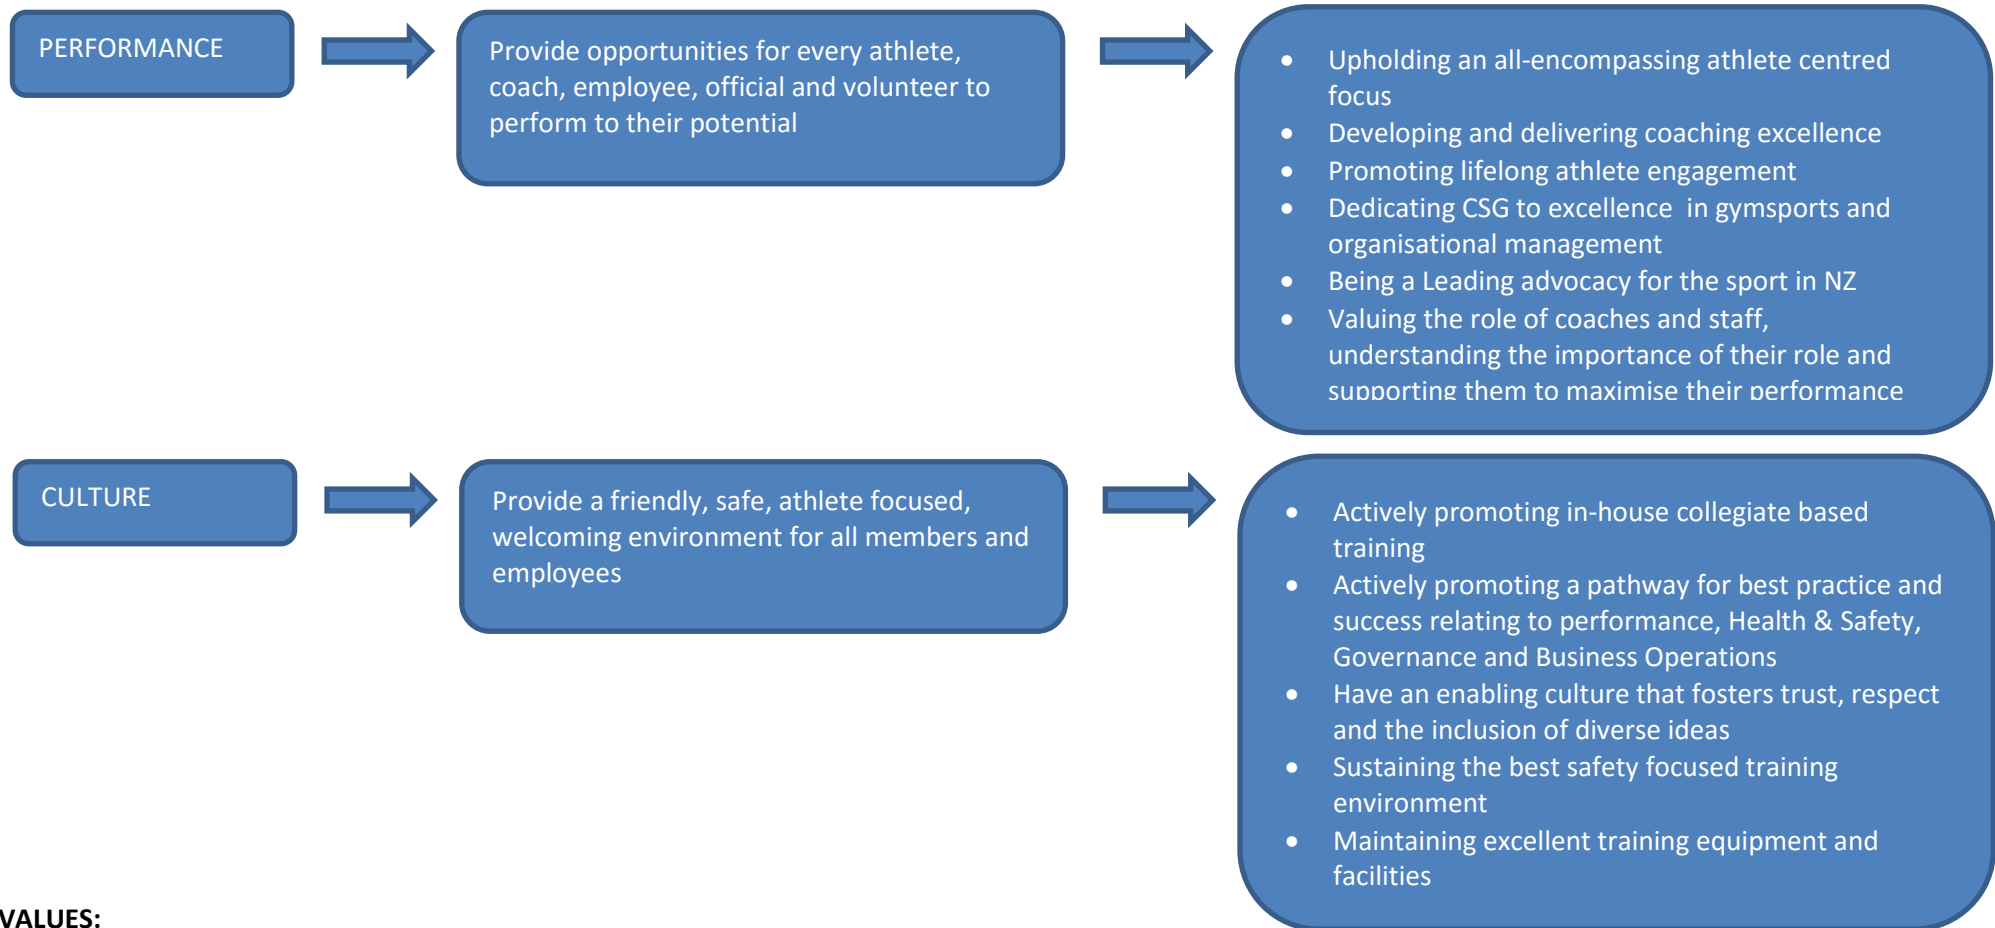 PERFORMANCE
Provide opportunities for every athlete,
coach, employee, official and volunteer to
perform to their potential
• Upholding an all-encompassing athlete centred
focus
• Developing and delivering coaching excellence
• Promoting lifelong athlete engagement
• Dedicating CSG to excellence  in gymsports and
organisational management
• Being a Leading advocacy for the sport in NZ
• Valuing the role of coaches and staff,
understanding the importance of their role and
supporting them to maximise their performance
CULTURE
Provide a friendly, safe, athlete focused,
welcoming environment for all members and
employees
• Actively promoting in-house collegiate based
training
• Actively promoting a pathway for best practice and
success relating to performance, Health & Safety,
Governance and Business Operations
• Have an enabling culture that fosters trust, respect
and the inclusion of diverse ideas
• Sustaining the best safety focused training
environment
• Maintaining excellent training equipment and
facilities
VALUES: